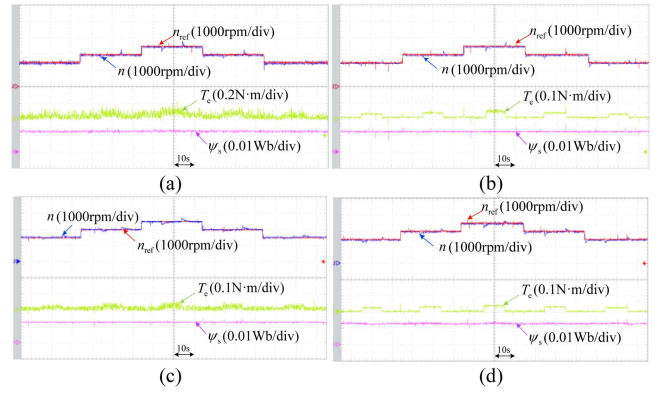 n_ref (1000rpm/div)
n (1000rpm/div)
T_e (0.2N·m/div)
ψ_s (0.01Wb/div)
10s
(a)
n_ref (1000rpm/div)
n (1000rpm/div)
T_e (0.1N·m/div)
ψ_s (0.01Wb/div)
10s
(b)
n (1000rpm/div)
n_ref (1000rpm/div)
T_e (0.1N·m/div)
ψ_s (0.01Wb/div)
10s
(c)
n_ref (1000rpm/div)
n (1000rpm/div)
T_e (0.1N·m/div)
ψ_s (0.01Wb/div)
10s
(d)